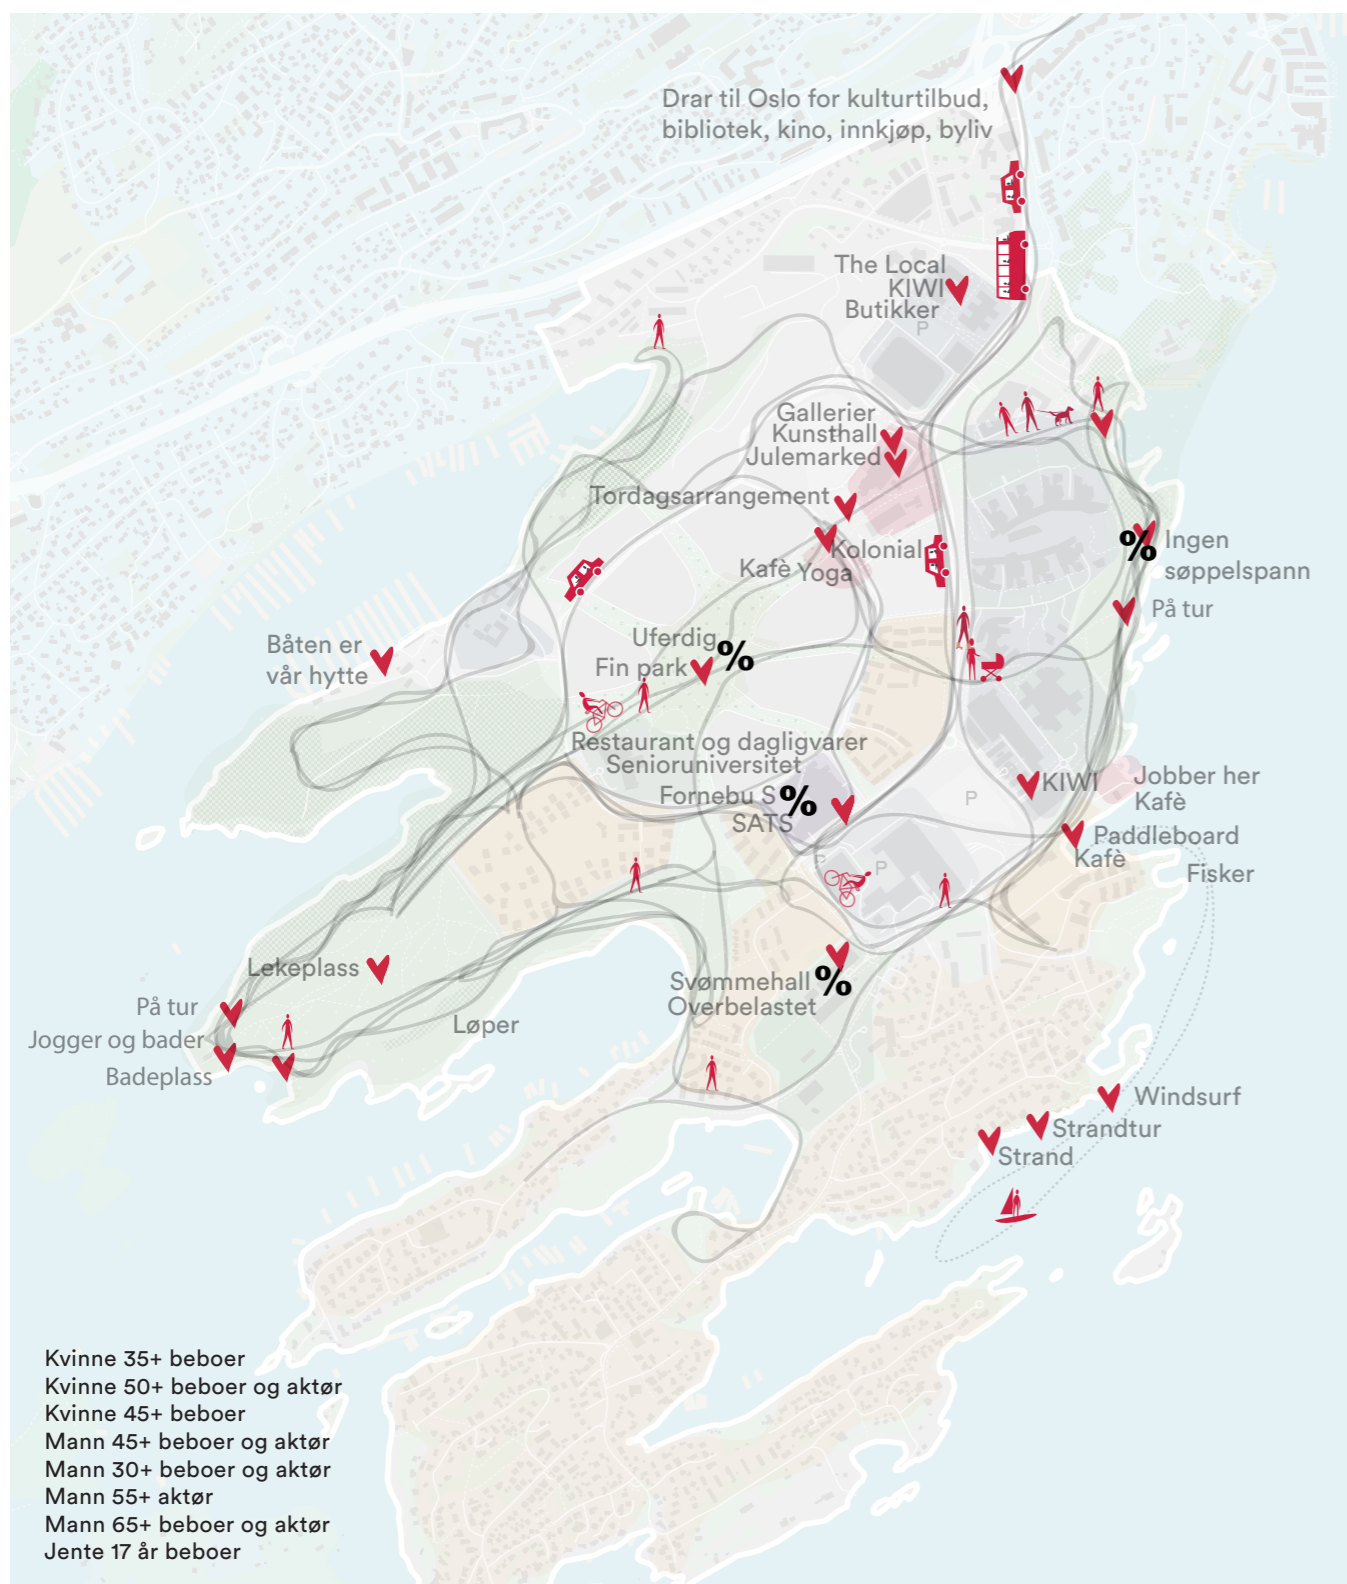 Drar til Oslo for kulturtilbud,
bibliotek, kino, innkjøp, byliv
The Local
KIWI
Butikker
P
Gallerier
Kunsthall
Julemarked
Tordagsarrangement
Kolonial
Kafè Yoga
% Ingen
søppelspann
På tur
Båten er
vår hytte
Uferdig %
Fin park
Restaurant og dagligvarer
Senioruniversitet
Fornebu S %
SATS
P
KIWI
Jobber her
Kafè
Paddleboard
Kafè
Fisker
P
Lekeplass
Svømmehall %
Overbelastet
På tur
Jogger og bader
Badeplass
Løper
Windsurf
Strandtur
Strand
Kvinne 35+ beboer
Kvinne 50+ beboer og aktør
Kvinne 45+ beboer
Mann 45+ beboer og aktør
Mann 30+ beboer og aktør
Mann 55+ aktør
Mann 65+ beboer og aktør
Jente 17 år beboer